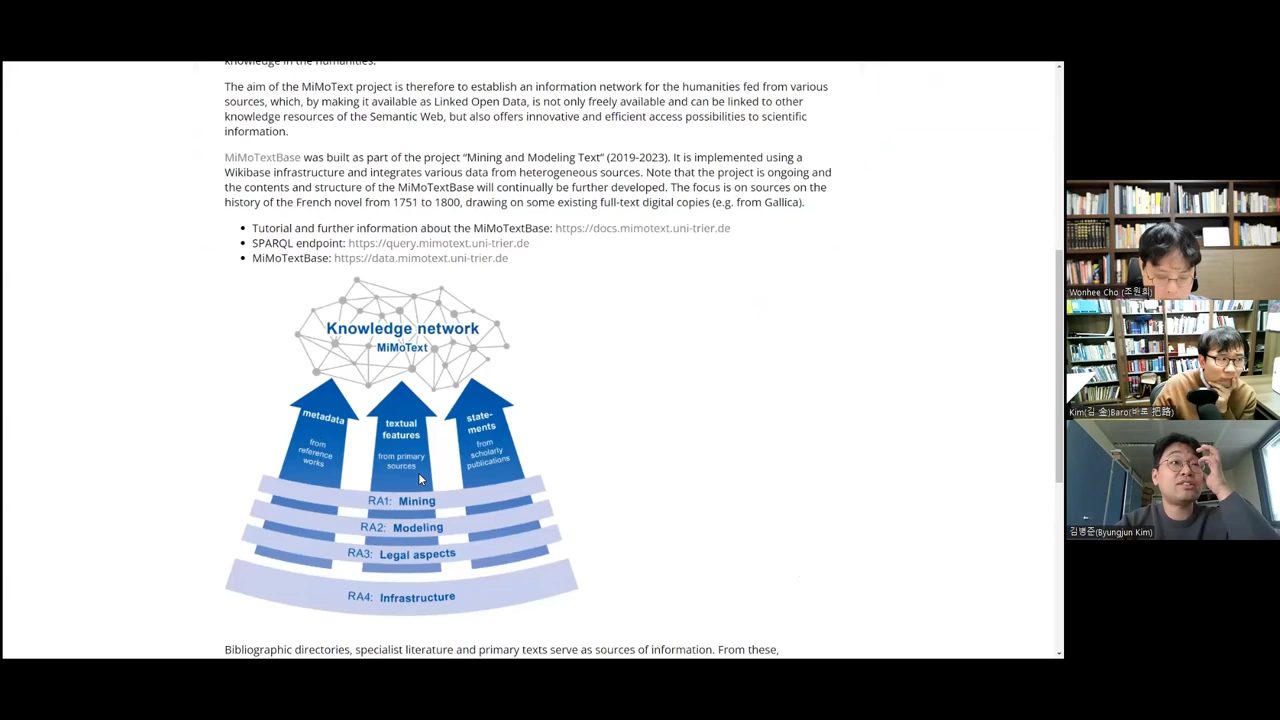 knowledge in the humanities.
The aim of the MiMoText project is therefore to establish an information network for the humanities fed from various
sources, which, by making it available as Linked Open Data, is not only freely available and can be linked to other
knowledge resources of the Semantic Web, but also offers innovative and efficient access possibilities to scientific
information.
MiMoTextBase was built as part of the project “Mining and Modeling Text” (2019-2023). It is implemented using a
Wikibase infrastructure and integrates various data from heterogeneous sources. Note that the project is ongoing and
the contents and structure of the MiMoTextBase will continually be further developed. The focus is on sources on the
history of the French novel from 1751 to 1800, drawing on some existing full-text digital copies (e.g. from Gallica).
Tutorial and further information about the MiMoTextBase: https://docs.mimotext.uni-trier.de
SPARQL endpoint: https://query.mimotext.uni-trier.de
MiMoTextBase: https://data.mimotext.uni-trier.de
Knowledge network
MiMoText
metadata
from
reference
works
textual
features
from primary
sources
state-
ments
from
scholarly
publications
RA1: Mining
RA2: Modeling
RA3: Legal aspects
RA4: Infrastructure
Bibliographic directories, specialist literature and primary texts serve as sources of information. From these,
Wonhee Cho (조원희)
Kim(김 金)Baro(바로 把路)
김병준(Byungjun Kim)